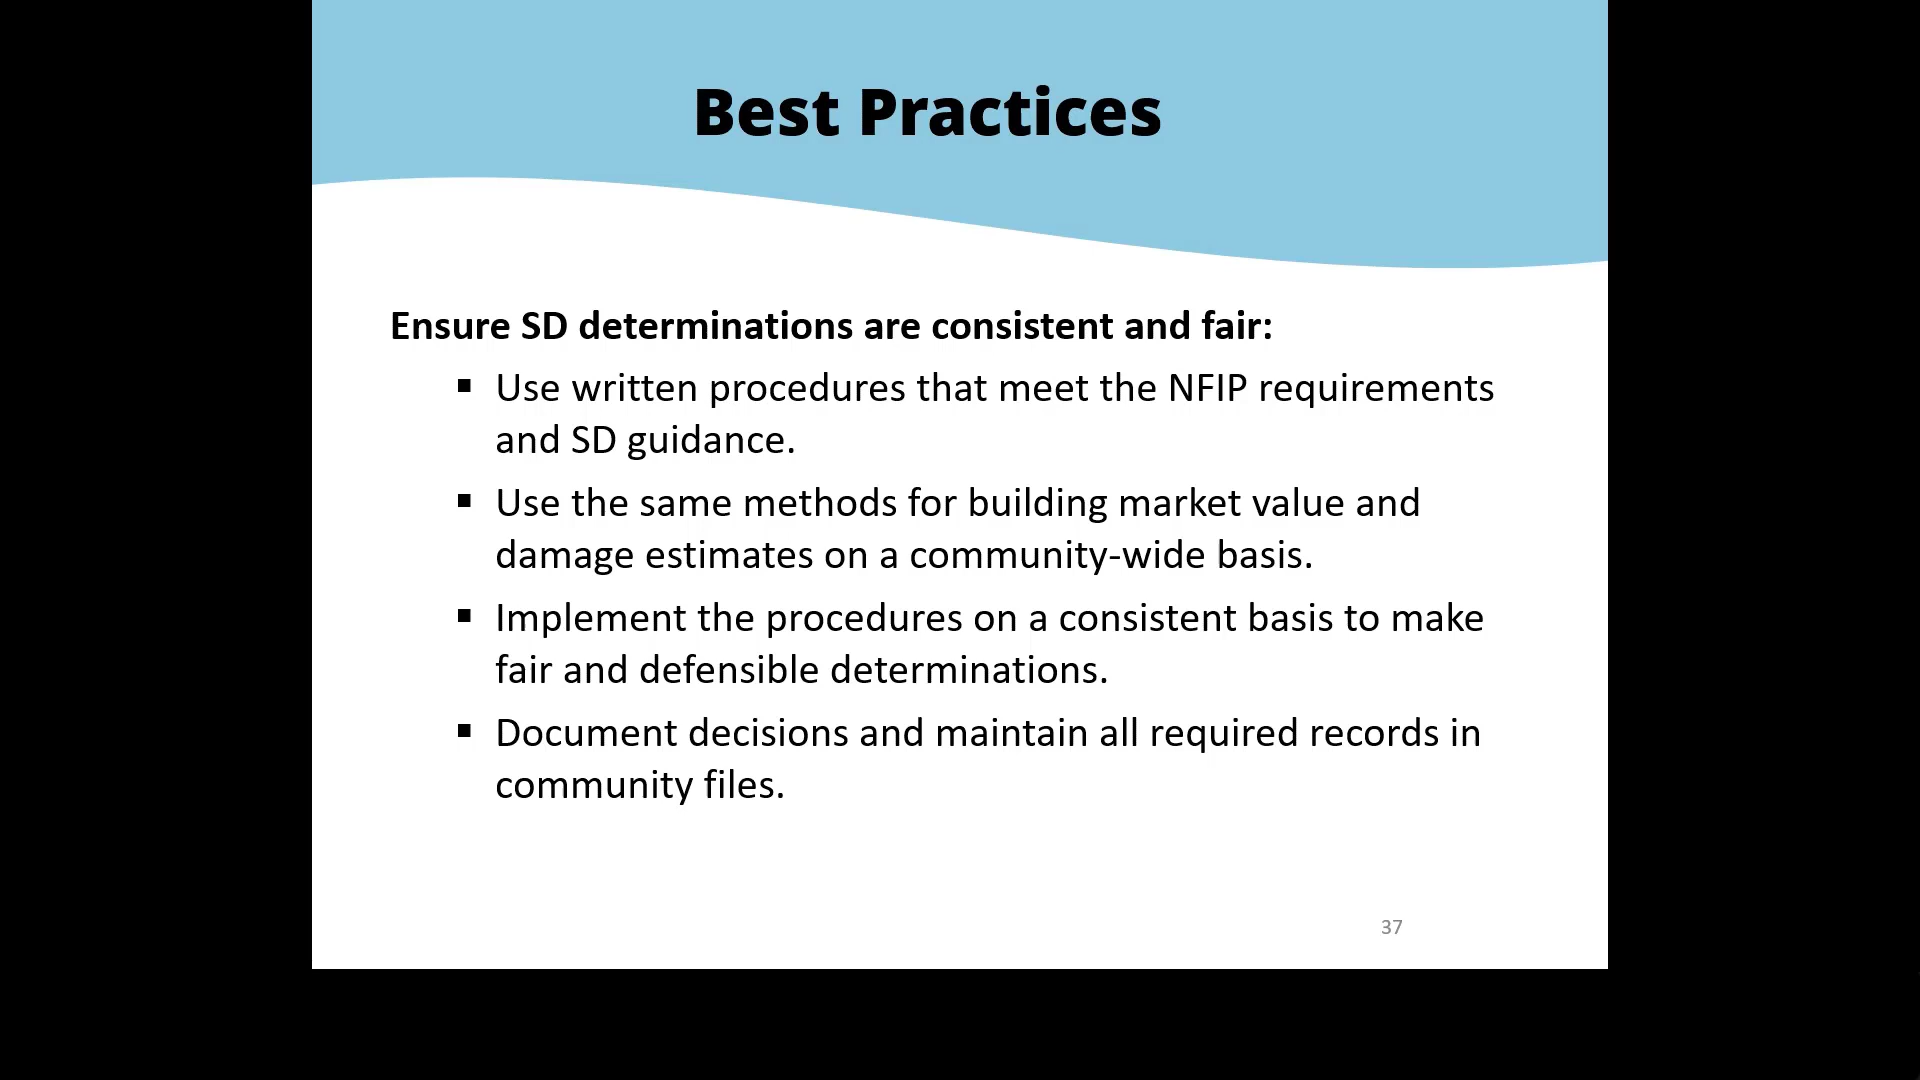 Best Practices
Ensure SD determinations are consistent and fair:
▪ Use written procedures that meet the NFIP requirements
and SD guidance.
▪ Use the same methods for building market value and
damage estimates on a community-wide basis.
▪ Implement the procedures on a consistent basis to make
fair and defensible determinations.
▪ Document decisions and maintain all required records in
community files.
37